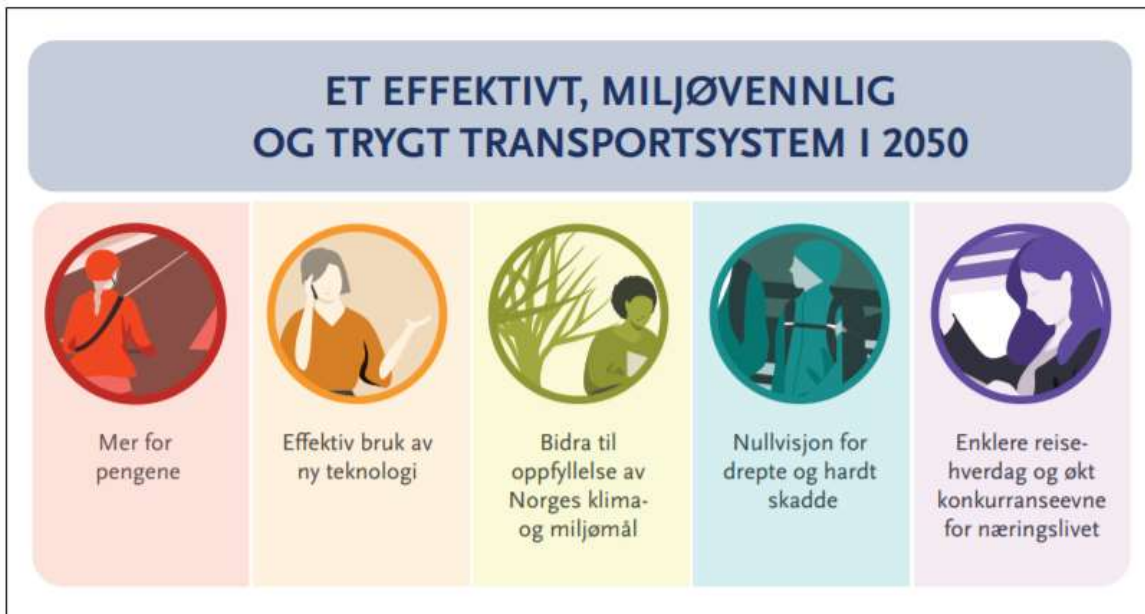 ET EFFEKTIVT, MILJØVENNLIG
OG TRYGT TRANSPORTSYSTEM I 2050
Mer for
pengene
Effektiv bruk av
ny teknologi
Bidra til
oppfyllelse av
Norges klima-
og miljømål
Nullvisjon for
drepte og hardt
skadde
Enklere reise-
hverdag og økt
konkurranseevne
for næringslivet